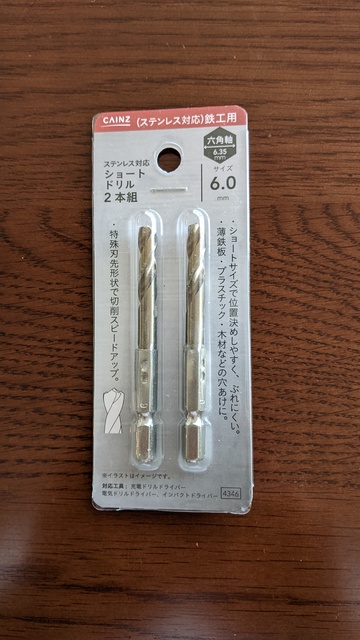 CAINZ (ステンレス対応)鉄工用
六角軸
6.35
mm
ステンレス対応
ショート
ドリル
2本組
サイズ
6.0
mm
・ショートサイズで位置決めしやすく、ぶれにくい。
・薄鉄板・プラスチック・木材などの穴あけに。
・特殊刃先形状で切削スピードアップ。
※イラストはイメージです。
対応工具：充電ドリルドライバー
電気ドリルドライバー、インパクトドライバー
4346